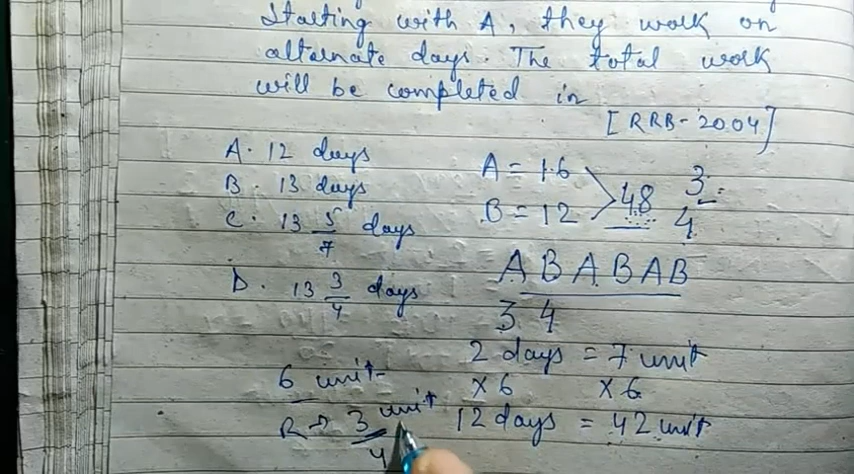 Starting with A, they work on
alternate days. The total work
will be completed in
[RRB-2004]
A. 12 days
B. 13 days
C. 13 5/7 days
D. 13 3/4 days
A = 16
B = 12
48
3
4
A B A B A B
3 4
2 days = 7 unit
×6 ×6
12 days = 42 unit
6 unit
R → 3 unit
4